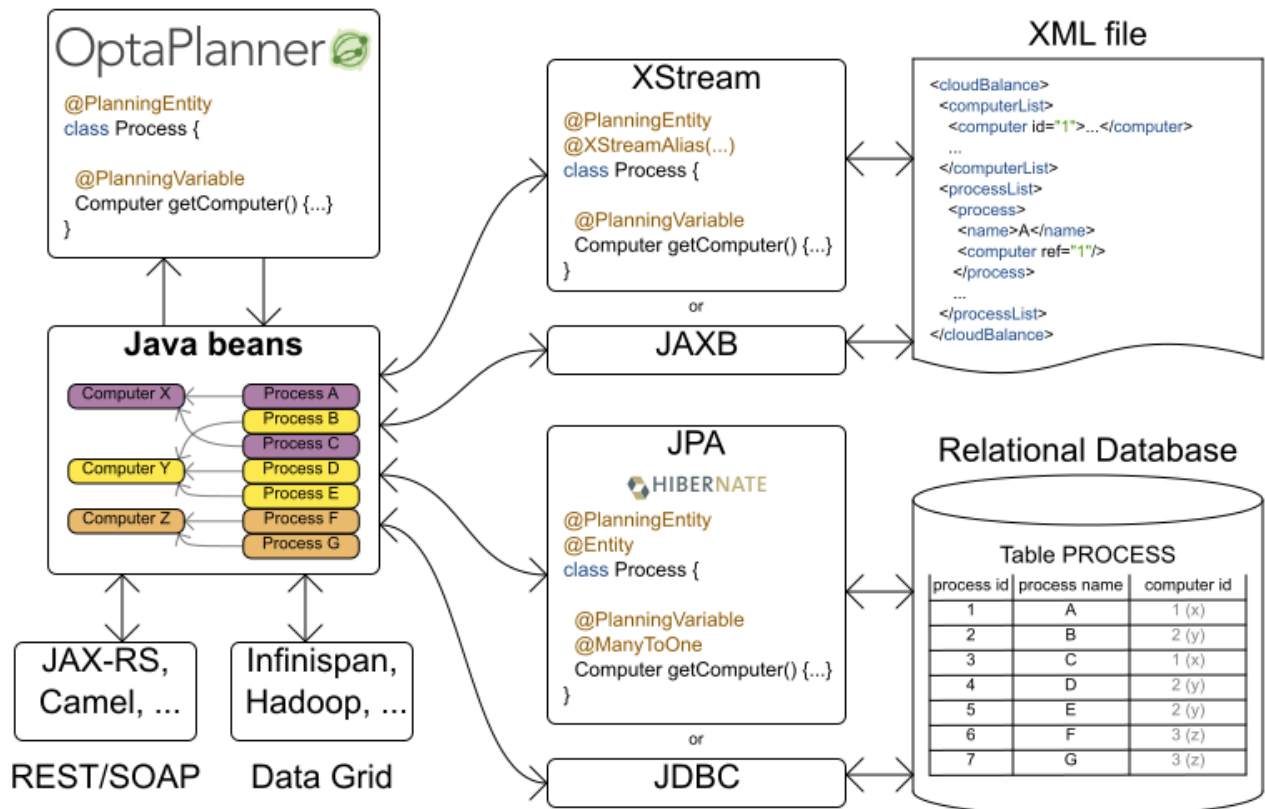 OptaPlanner
@PlanningEntity
class Process {
@PlanningVariable
Computer getComputer() {...}
}
Java beans
Computer X
Computer Y
Computer Z
Process A
Process B
Process C
Process D
Process E
Process F
Process G
JAX-RS,
Camel, ...
REST/SOAP
Infinispan,
Hadoop, ...
Data Grid
XStream
@PlanningEntity
@XStreamAlias(...)
class Process {
@PlanningVariable
Computer getComputer() {...}
}
or
JAXB
JPA
HIBERNATE
@PlanningEntity
@Entity
class Process {
@PlanningVariable
@ManyToOne
Computer getComputer() {...}
}
or
JDBC
XML file
<cloudBalance>
<computerList>
<computer id="1">...</computer>
...
</computerList>
<processList>
<process>
<name>A</name>
<computer ref="1"/>
</process>
...
</processList>
</cloudBalance>
Relational Database
Table PROCESS
process id process name computer id
1 A 1 (x)
2 B 2 (y)
3 C 1 (x)
4 D 2 (y)
5 E 2 (y)
6 F 3 (z)
7 G 3 (z)